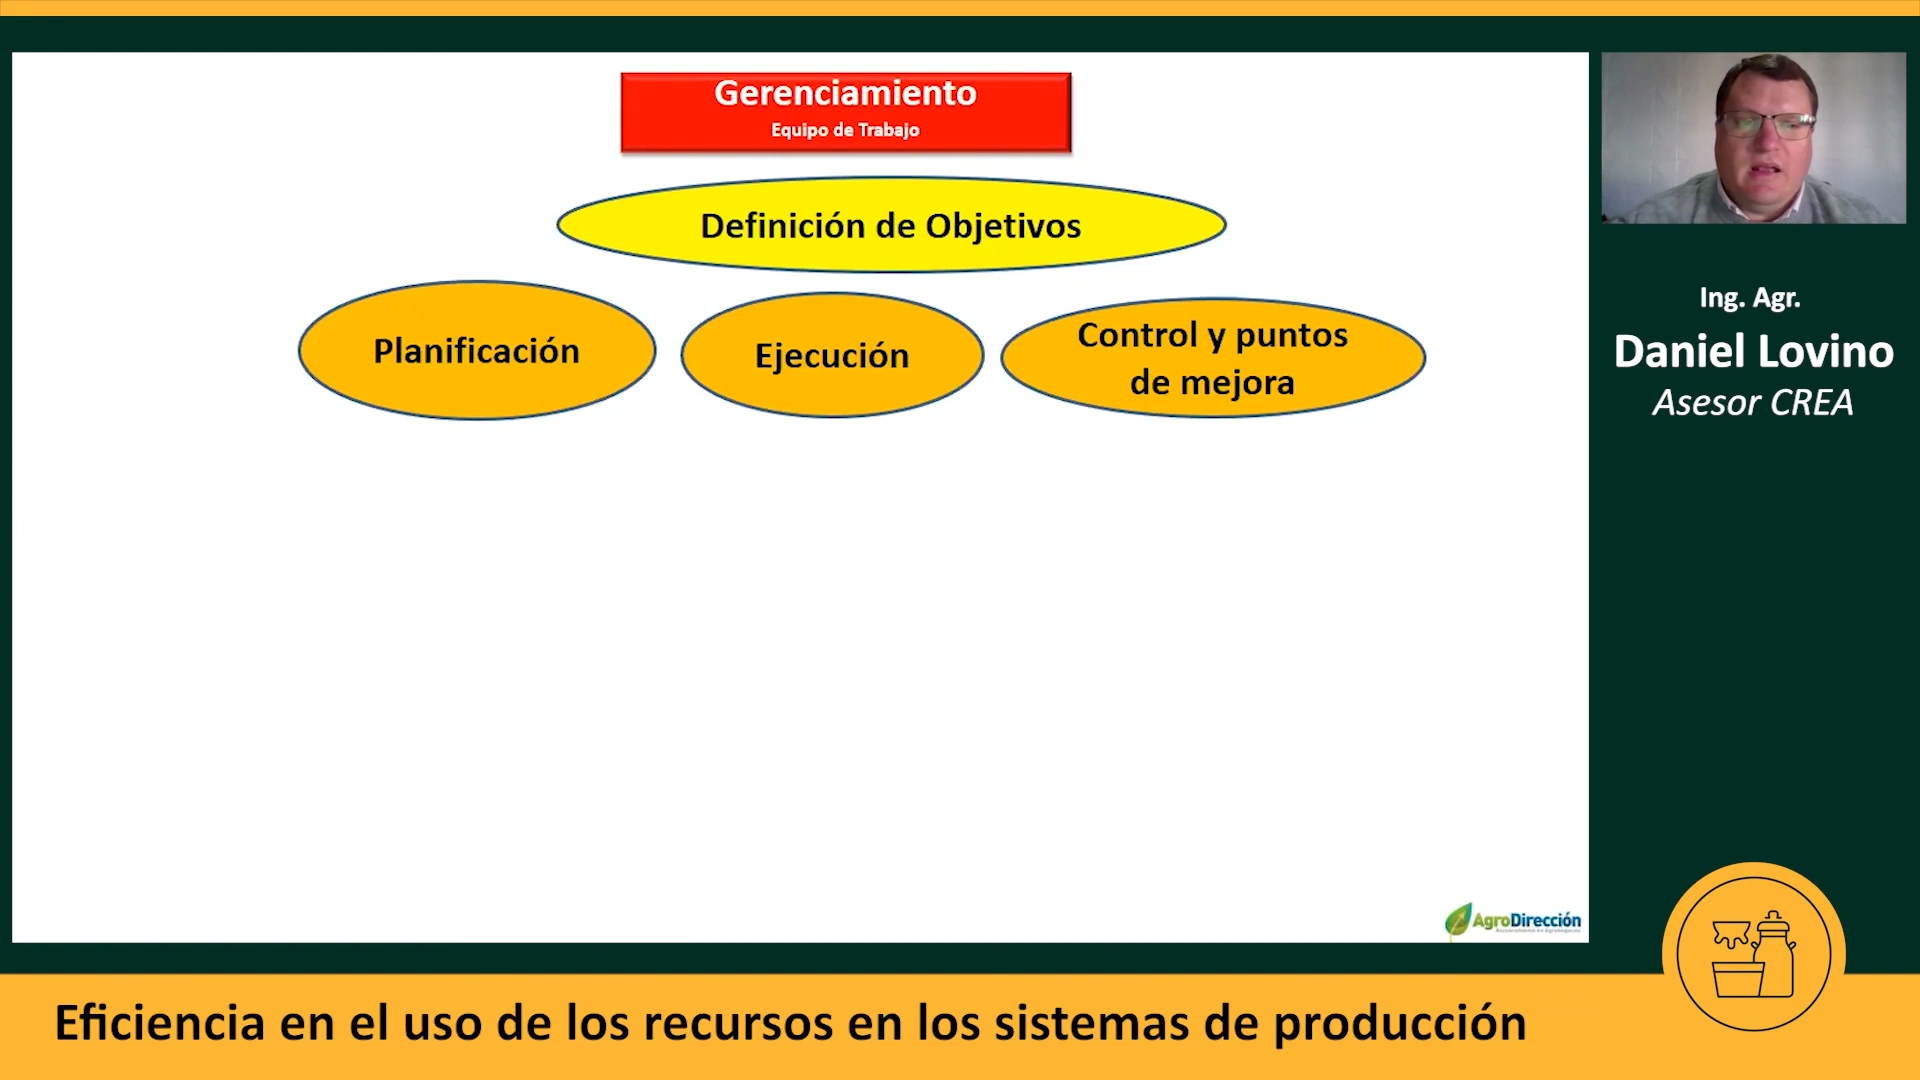 Gerenciamiento
Equipo de Trabajo
Definición de Objetivos
Planificación
Ejecución
Control y puntos
de mejora
Ing. Agr.
Daniel Lovino
Asesor CREA
AgroDirección
Eficiencia en el uso de los recursos en los sistemas de producción